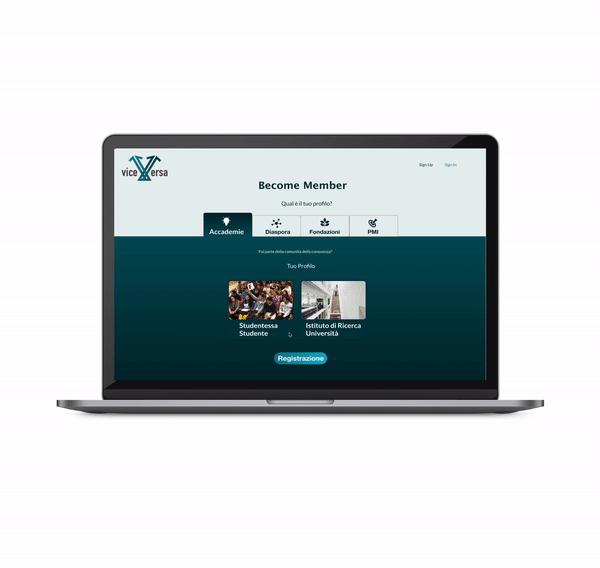 vice versa
Sign Up
Sign In
Become Member
Qual è il tuo profilo?
Accademie
Diaspora
Fondazioni
PMI
Fai parte della comunità della conoscenza?
Tuo Profilo
Studentessa
Studente
Istituto di Ricerca
Università
Registrazione